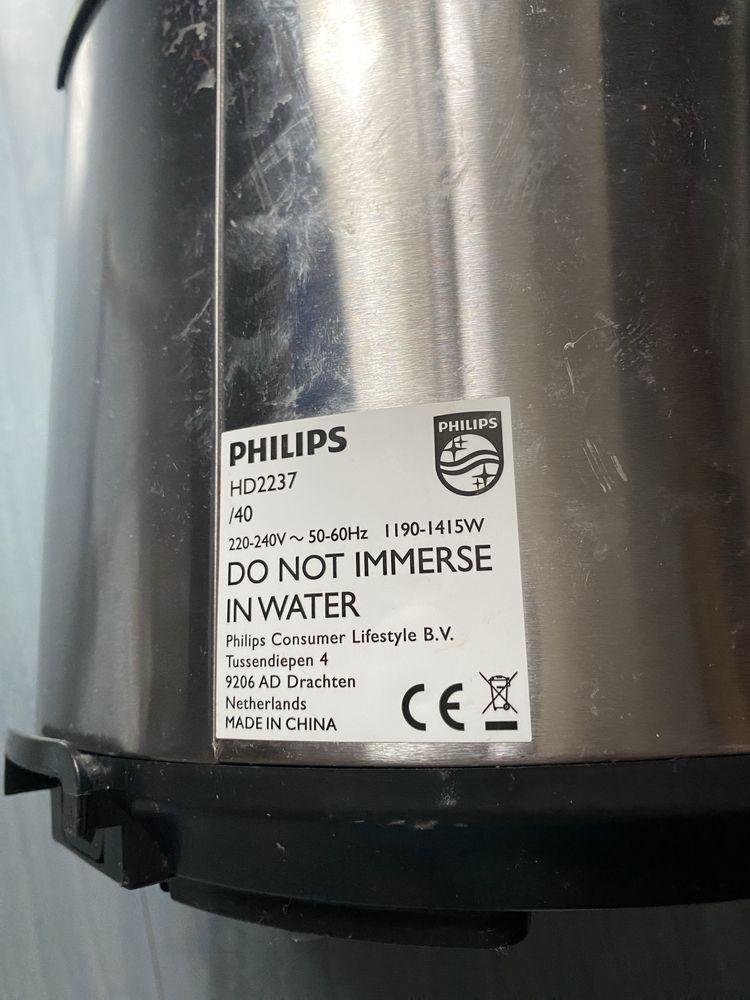 PHILIPS
PHILIPS
HD2237
/40
220-240V ~ 50-60Hz 1190-1415W
DO NOT IMMERSE
IN WATER
Philips Consumer Lifestyle B.V.
Tussendiepen 4
9206 AD Drachten
Netherlands
MADE IN CHINA
CE